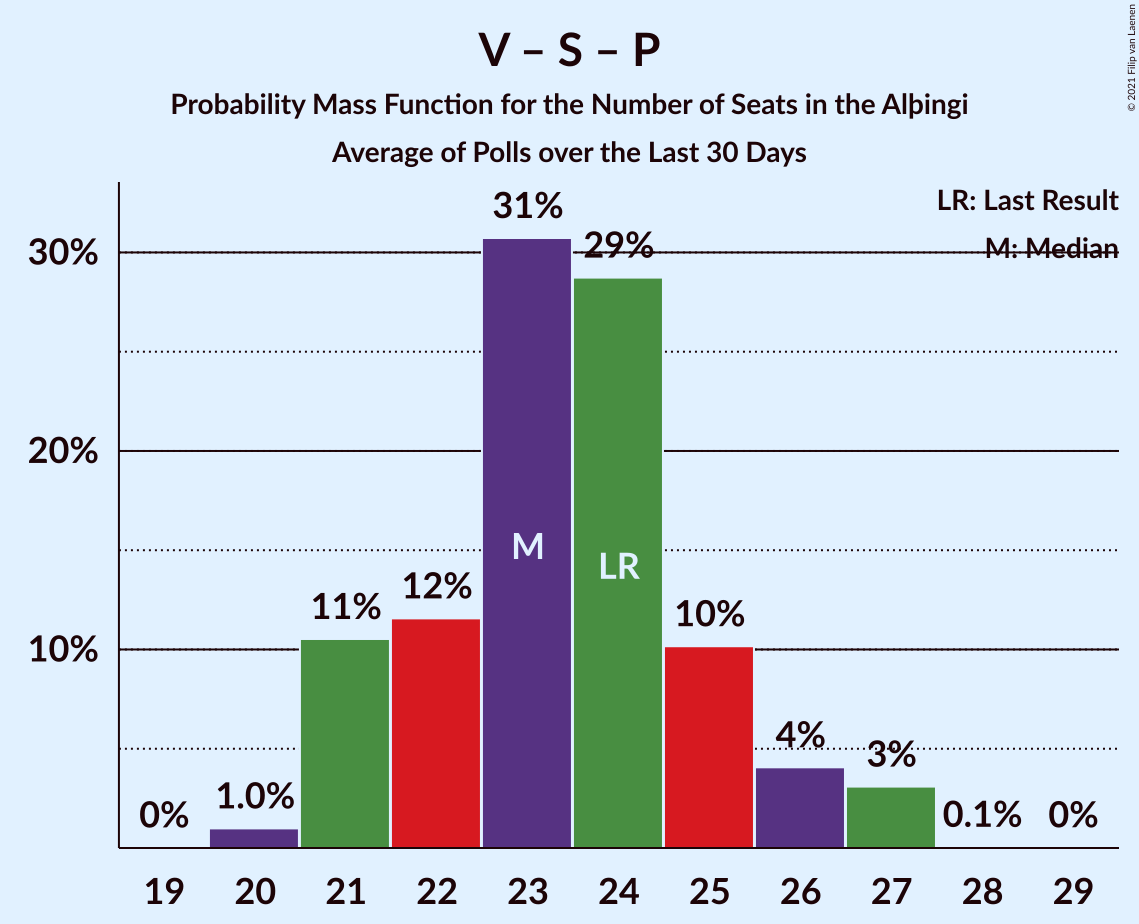 V – S – P
Probability Mass Function for the Number of Seats in the Alþingi
Average of Polls over the Last 30 Days
© 2021 Filip van Laenen
LR: Last Result
M: Median
30%
20%
10%
0%
1.0%
11%
12%
31%
29%
10%
4%
3%
0.1%
0%
M
LR
19 20 21 22 23 24 25 26 27 28 29